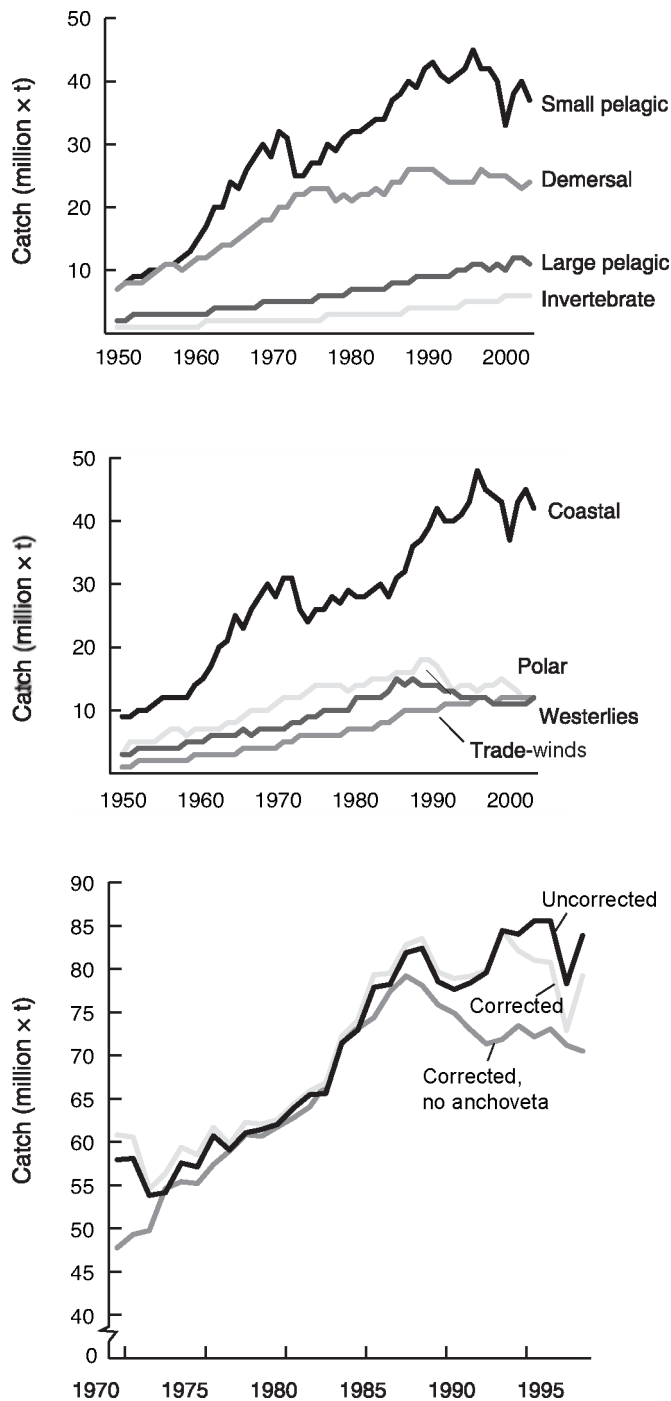 50
40
30
20
10
Catch (million × t)
Small pelagic
Demersal
Large pelagic
Invertebrate
1950 1960 1970 1980 1990 2000
50
40
30
20
10
Catch (million × t)
Coastal
Polar
Westerlies
Trade-winds
1950 1960 1970 1980 1990 2000
90
85
80
75
70
65
60
55
50
45
40
0
Catch (million × t)
Uncorrected
Corrected
Corrected,
no anchoveta
1970 1975 1980 1985 1990 1995